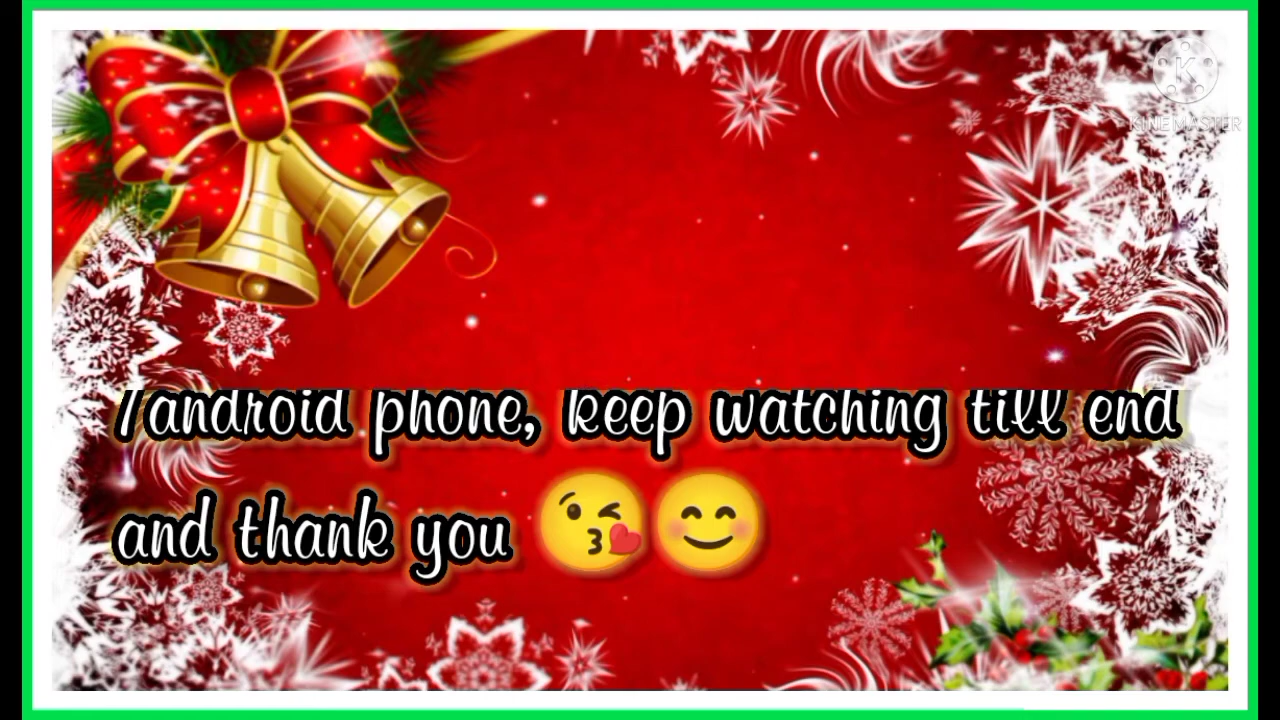 KINEMASTER
/android phone, keep watching till end
and thank you 😘😊